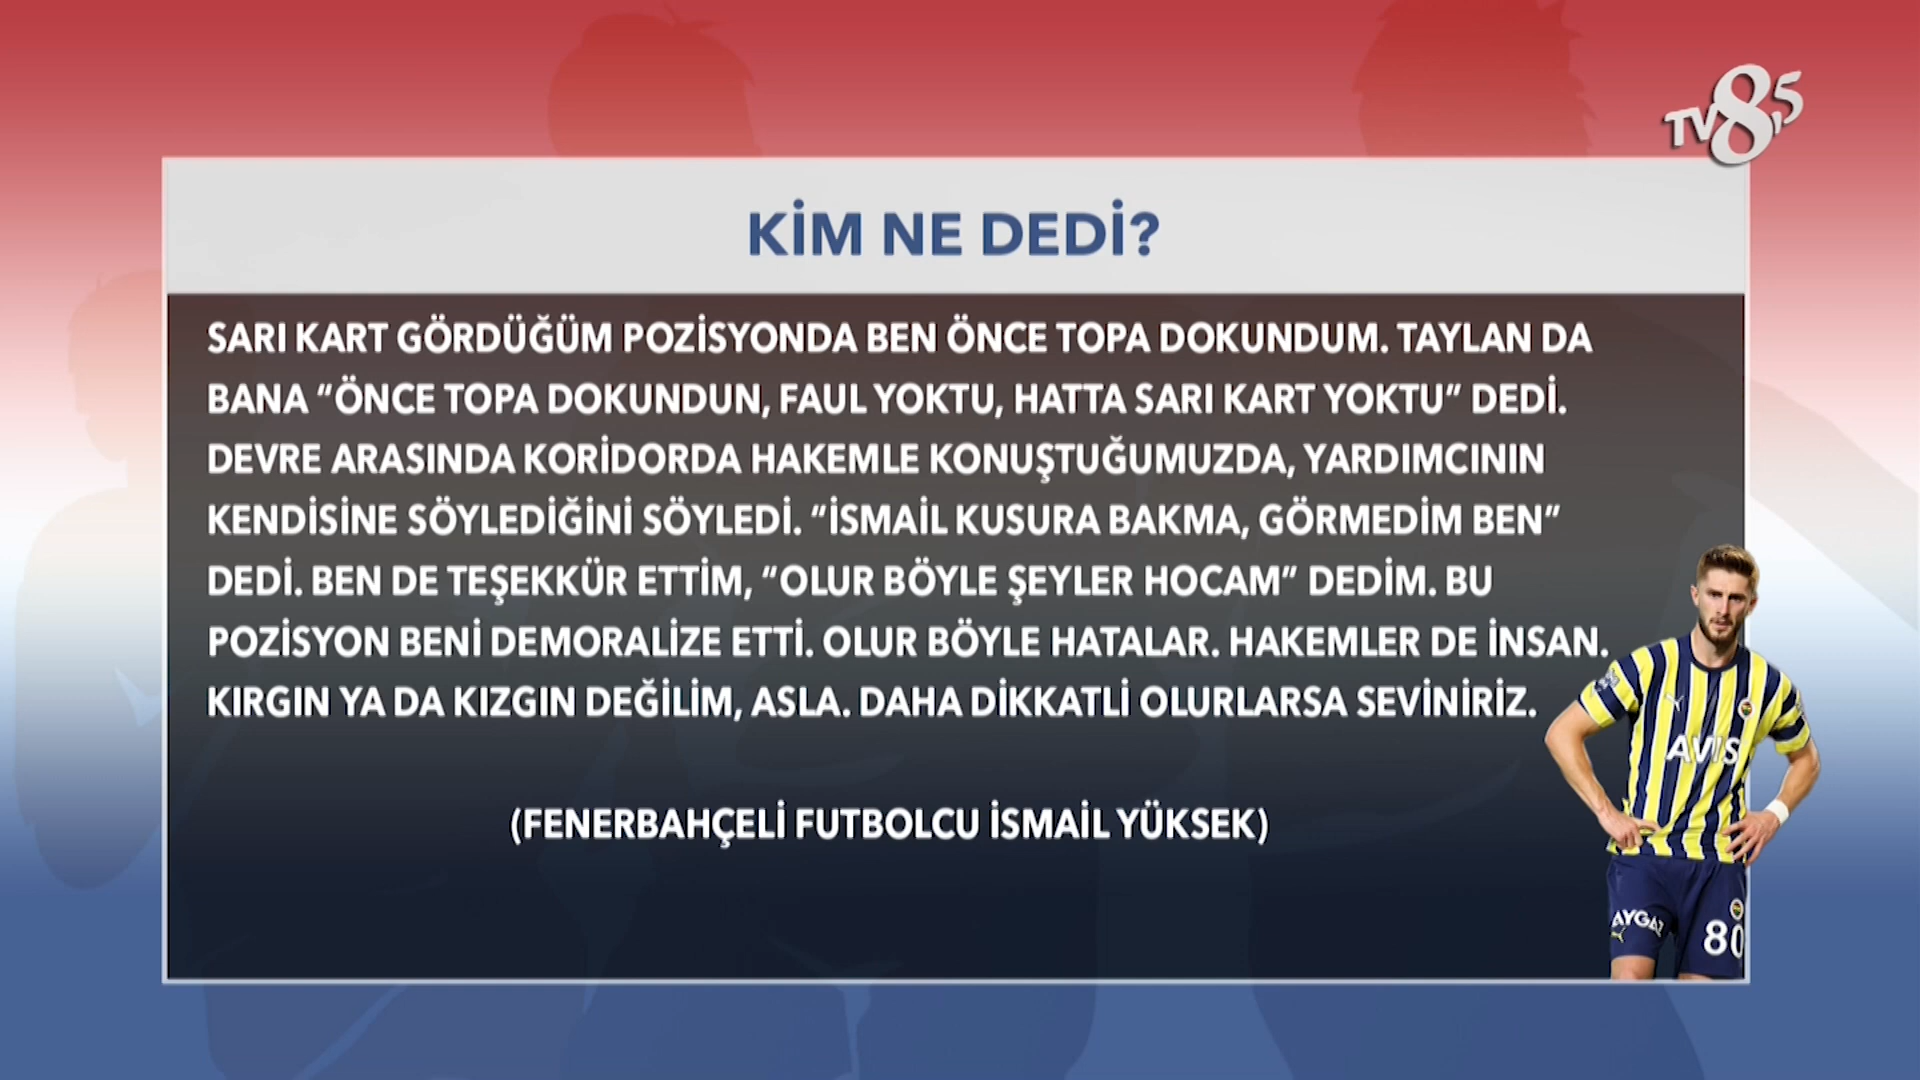 TV8,5
KİM NE DEDİ?
SARI KART GÖRDÜĞÜM POZİSYONDA BEN ÖNCE TOPA DOKUNDUM. TAYLAN DA
BANA "ÖNCE TOPA DOKUNDUN, FAUL YOKTU, HATTA SARI KART YOKTU" DEDİ.
DEVRE ARASINDA KORİDORDA HAKEMLE KONUŞTUĞUMUZDA, YARDIMCININ
KENDİSİNE SÖYLEDİĞİNİ SÖYLEDİ. "İSMAİL KUSURA BAKMA, GÖRMEDİM BEN"
DEDİ. BEN DE TEŞEKKÜR ETTİM, "OLUR BÖYLE ŞEYLER HOCAM" DEDİM. BU
POZİSYON BENİ DEMORALİZE ETTİ. OLUR BÖYLE HATALAR. HAKEMLER DE İNSAN.
KIRGIN YA DA KIZGIN DEĞİLİM, ASLA. DAHA DİKKATLİ OLURLARSA SEVİNİRİZ.
(FENERBAHÇELİ FUTBOLCU İSMAİL YÜKSEK)
AVIS
AYGAZ
80